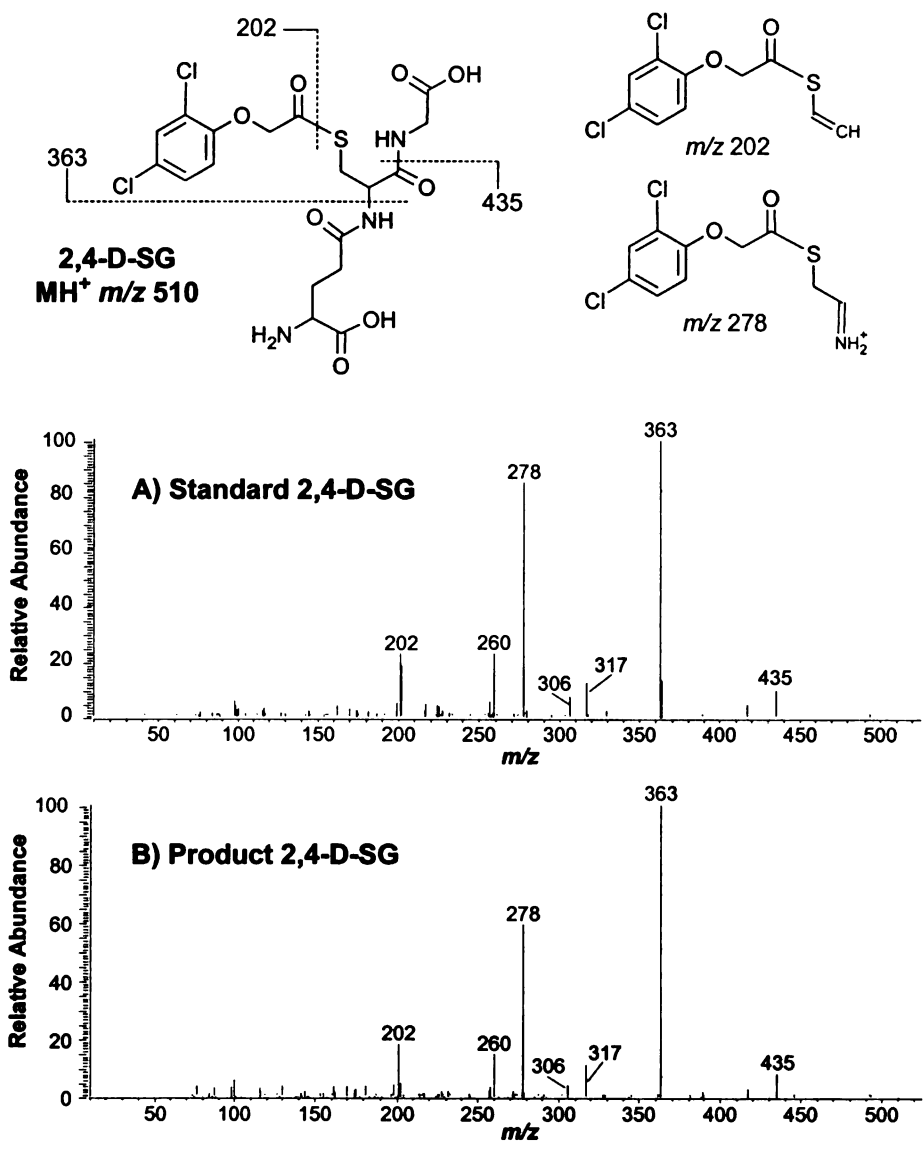 202
Cl
O
O
OH
O
S
HN
363
Cl
O
435
O
NH
2,4-D-SG
MH+ m/z 510
OH
H2N
O
Cl
O
O
S
Cl
CH
m/z 202
Cl
O
O
S
Cl
m/z 278
NH2+
A) Standard 2,4-D-SG
Relative Abundance
100
80
60
40
20
0
363
278
202
260
306
317
435
50 100 150 200 250 300 350 400 450 500
m/z
B) Product 2,4-D-SG
Relative Abundance
100
80
60
40
20
0
363
278
202
260
306
317
435
50 100 150 200 250 300 350 400 450 500
m/z